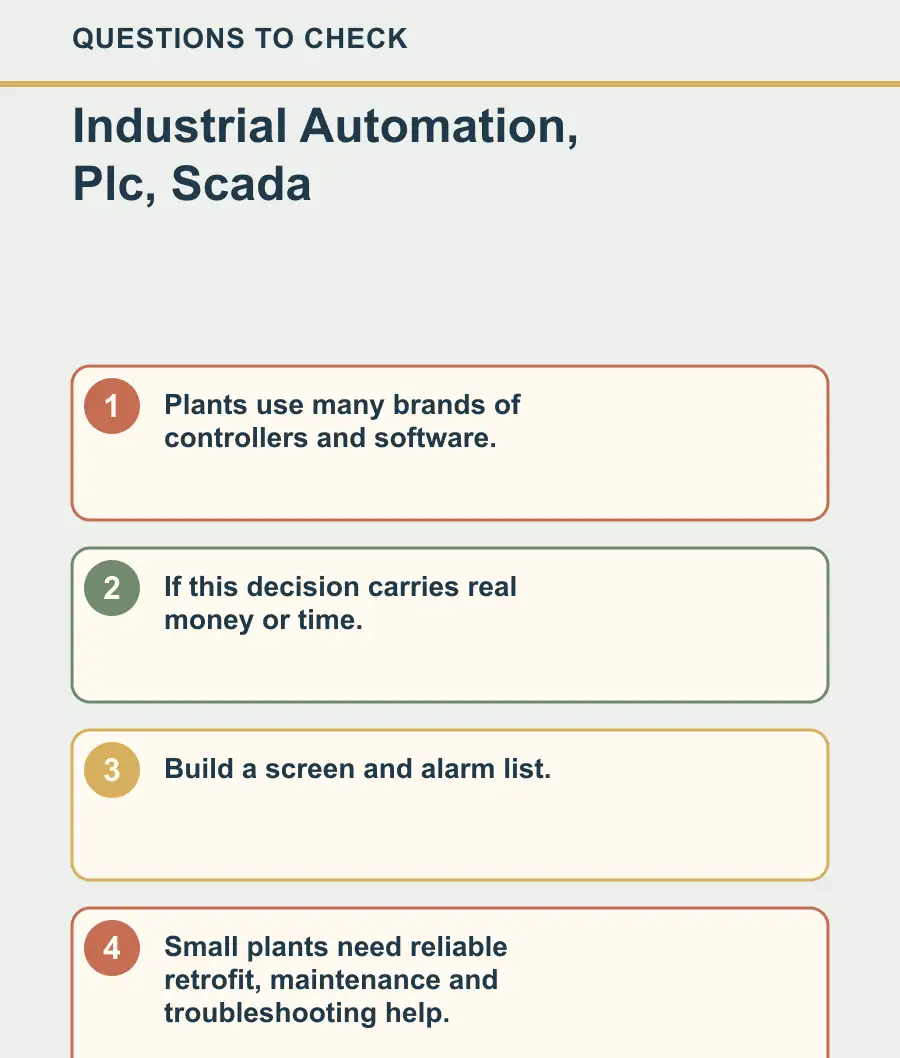 QUESTIONS TO CHECK
Industrial Automation,
Plc, Scada
1
Plants use many brands of
controllers and software.
2
If this decision carries real
money or time.
3
Build a screen and alarm list.
4
Small plants need reliable
retrofit, maintenance and
troubleshooting help.